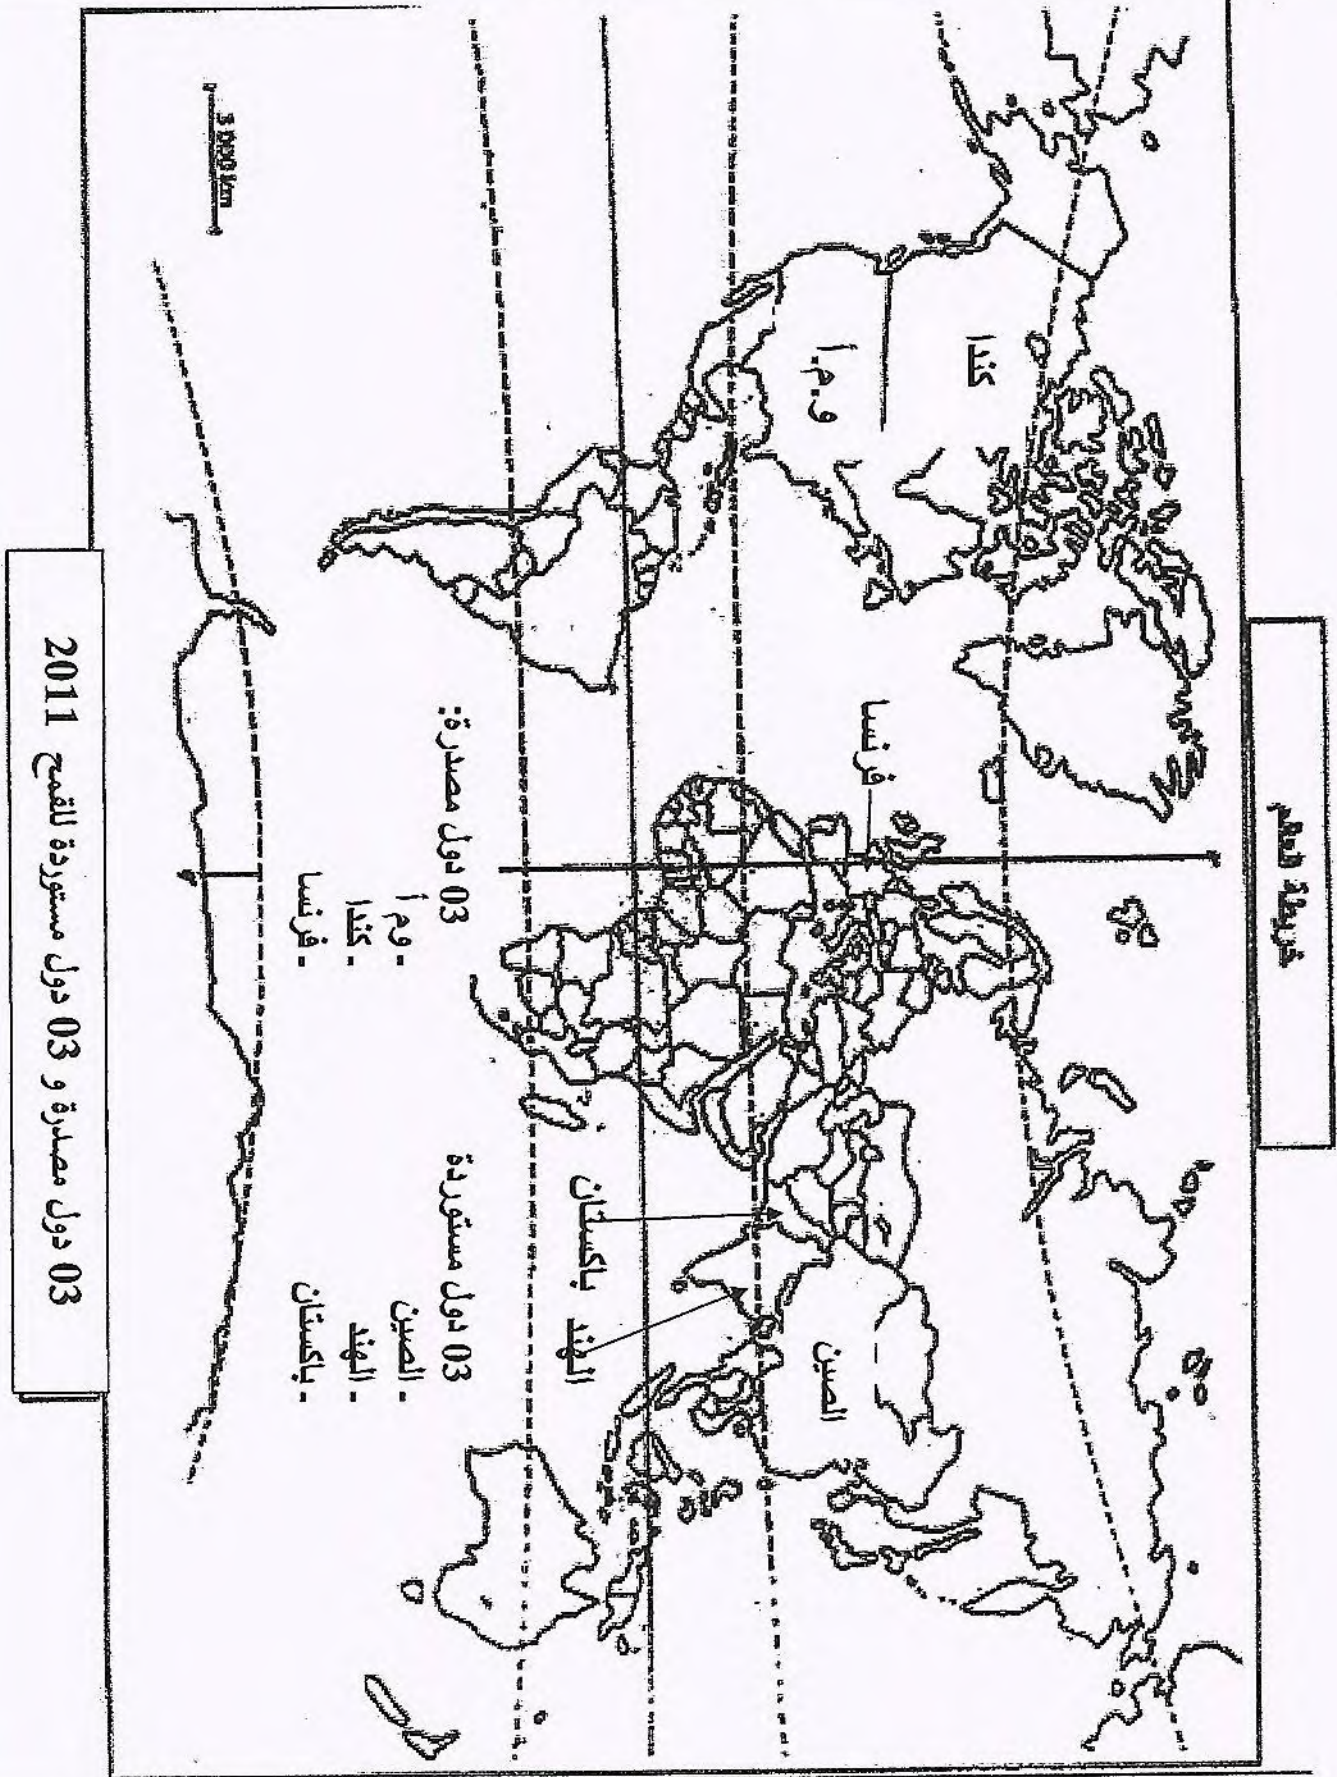 خريطة العالم
كندا
و.م.أ
فرنسا
الصين
باكستان
الهند
03 دول مصدرة:
- و م أ
- كندا
- فرنسا
03 دول مستوردة
- الصين
- الهند
- باكستان
3 000 km
03 دول مصدرة و 03 دول مستوردة للقمح 2011